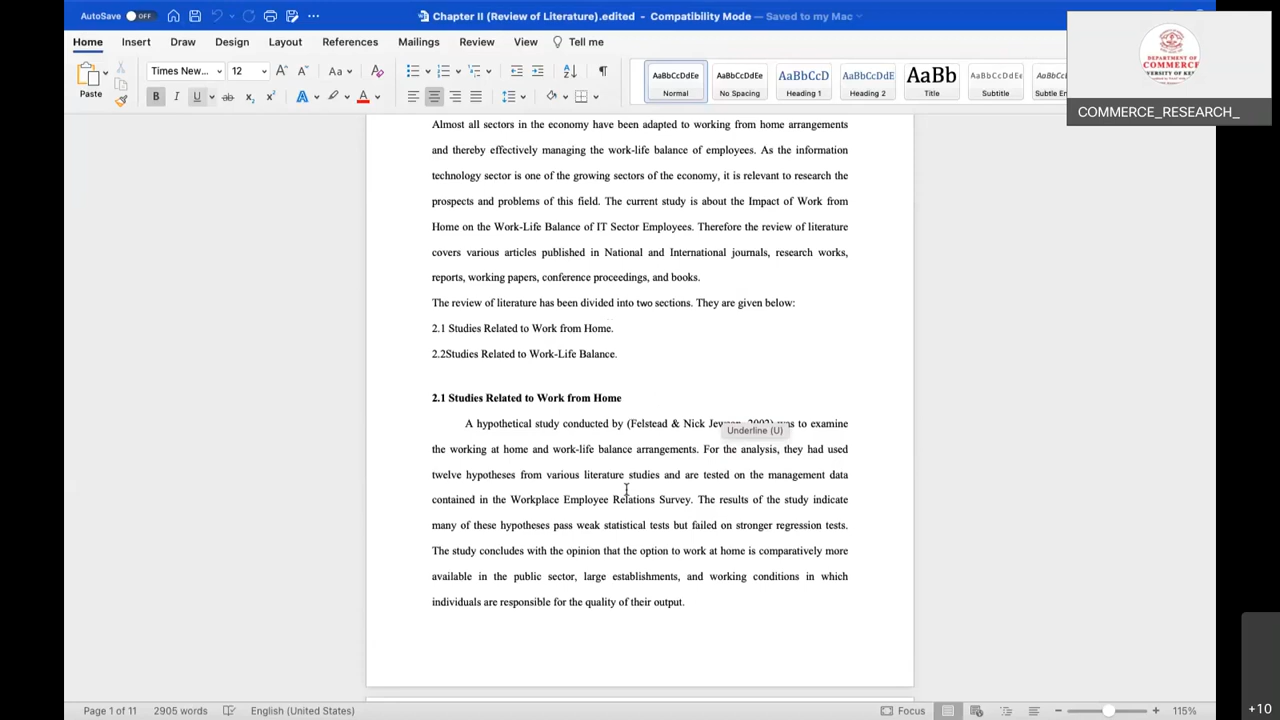 AutoSave OFF
Chapter II (Review of Literature).edited - Compatibility Mode — Saved to my Mac
Home Insert Draw Design Layout References Mailings Review View Tell me
Paste
Times New... 12
AaBbCcDdEe AaBbCcDdEe AaBbCcD AaBbCcDdE AaBb AaBbCcDdEe
Normal No Spacing Heading 1 Heading 2 Title Subtitle Subtle
DEPARTMENT OF
COMMERCE
COMMERCE_RESEARCH_
Almost all sectors in the economy have been adapted to working from home arrangements
and thereby effectively managing the work-life balance of employees. As the information
technology sector is one of the growing sectors of the economy, it is relevant to research the
prospects and problems of this field. The current study is about the Impact of Work from
Home on the Work-Life Balance of IT Sector Employees. Therefore the review of literature
covers various articles published in National and International journals, research works,
reports, working papers, conference proceedings, and books.
The review of literature has been divided into two sections. They are given below:
2.1 Studies Related to Work from Home.
2.2Studies Related to Work-Life Balance.
2.1 Studies Related to Work from Home
A hypothetical study conducted by (Felstead & Nick 2002) was to examine
Underline (U)
the working at home and work-life balance arrangements. For the analysis, they had used
twelve hypotheses from various literature studies and are tested on the management data
contained in the Workplace Employee Relations Survey. The results of the study indicate
many of these hypotheses pass weak statistical tests but failed on stronger regression tests.
The study concludes with the opinion that the option to work at home is comparatively more
available in the public sector, large establishments, and working conditions in which
individuals are responsible for the quality of their output.
Page 1 of 11 2905 words English (United States) Focus 115%
+10